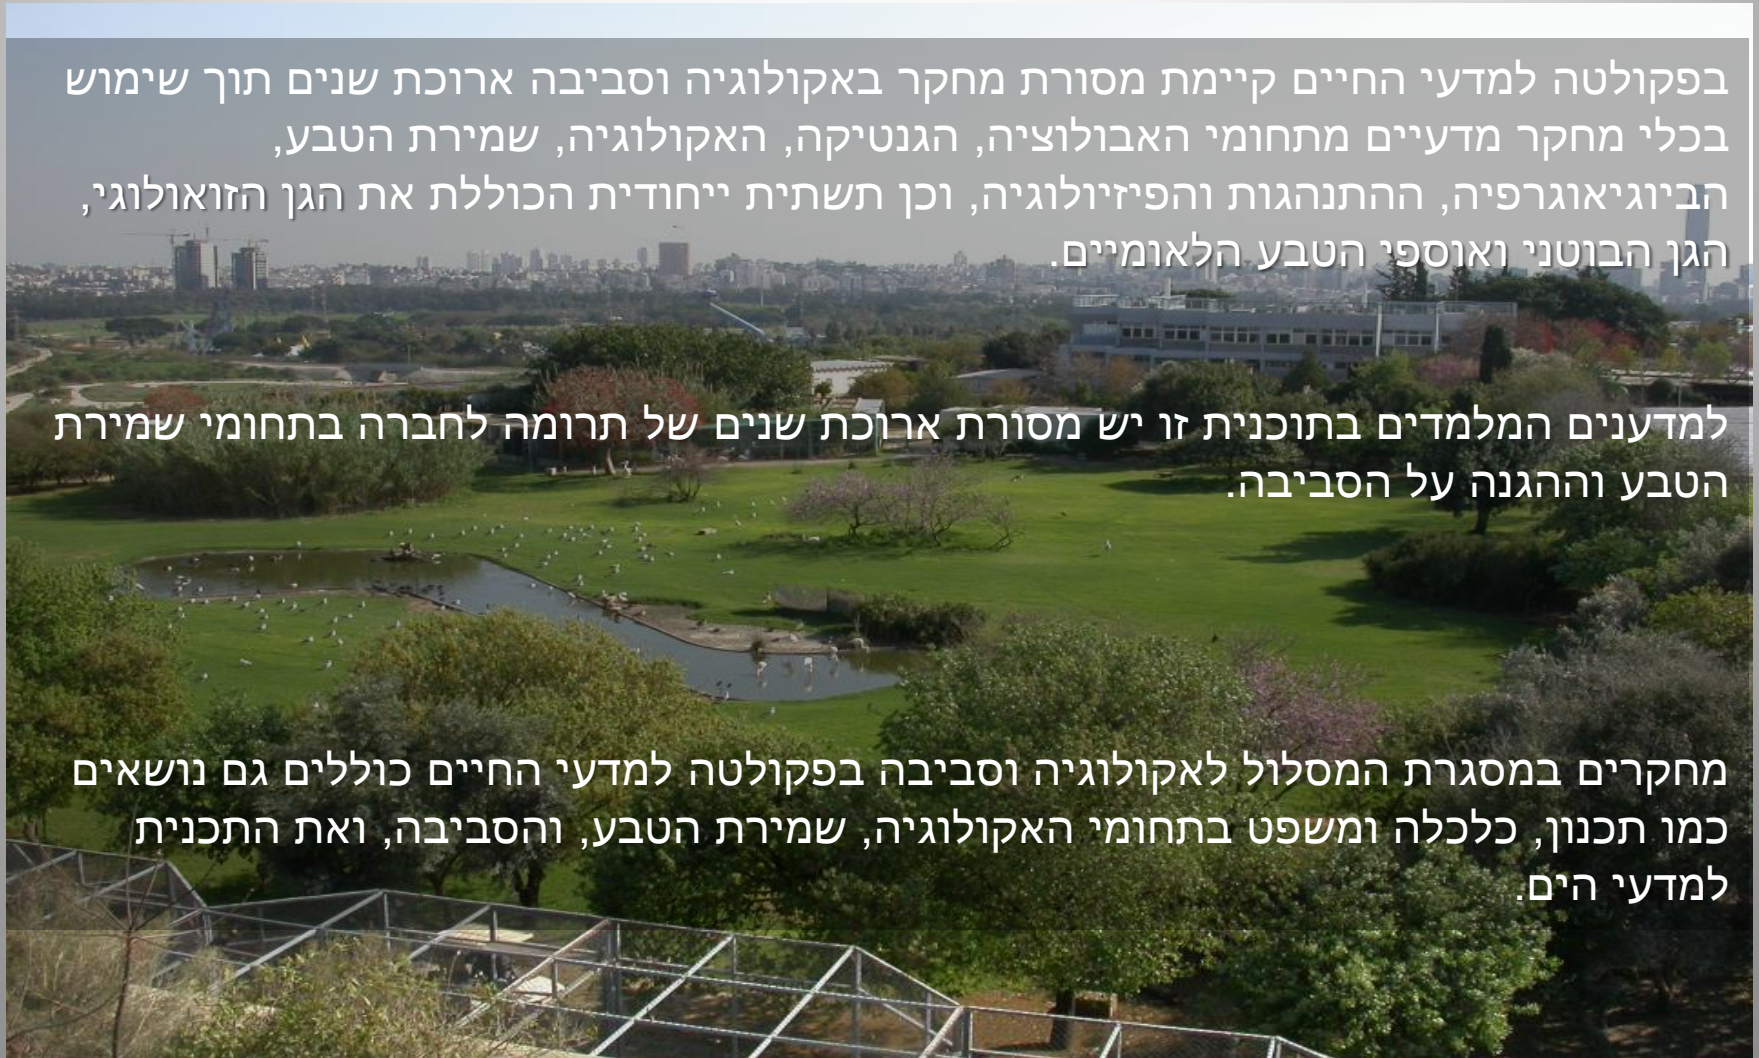 בפקולטה למדעי החיים קיימת מסורת מחקר באקולוגיה וסביבה ארוכת שנים תוך שימוש
בכלי מחקר מדעיים מתחומי האבולוציה, הגנטיקה, האקולוגיה, שמירת הטבע,
הביוגיאוגרפיה, ההתנהגות והפיזיולוגיה, וכן תשתית ייחודית הכוללת את הגן הזואולוגי,
הגן הבוטני ואוספי הטבע הלאומיים.
למדענים המלמדים בתוכנית זו יש מסורת ארוכת שנים של תרומה לחברה בתחומי שמירת
הטבע וההגנה על הסביבה.
מחקרים במסגרת המסלול לאקולוגיה וסביבה בפקולטה למדעי החיים כוללים גם נושאים
כמו תכנון, כלכלה ומשפט בתחומי האקולוגיה, שמירת הטבע, והסביבה, ואת התכנית
למדעי הים.